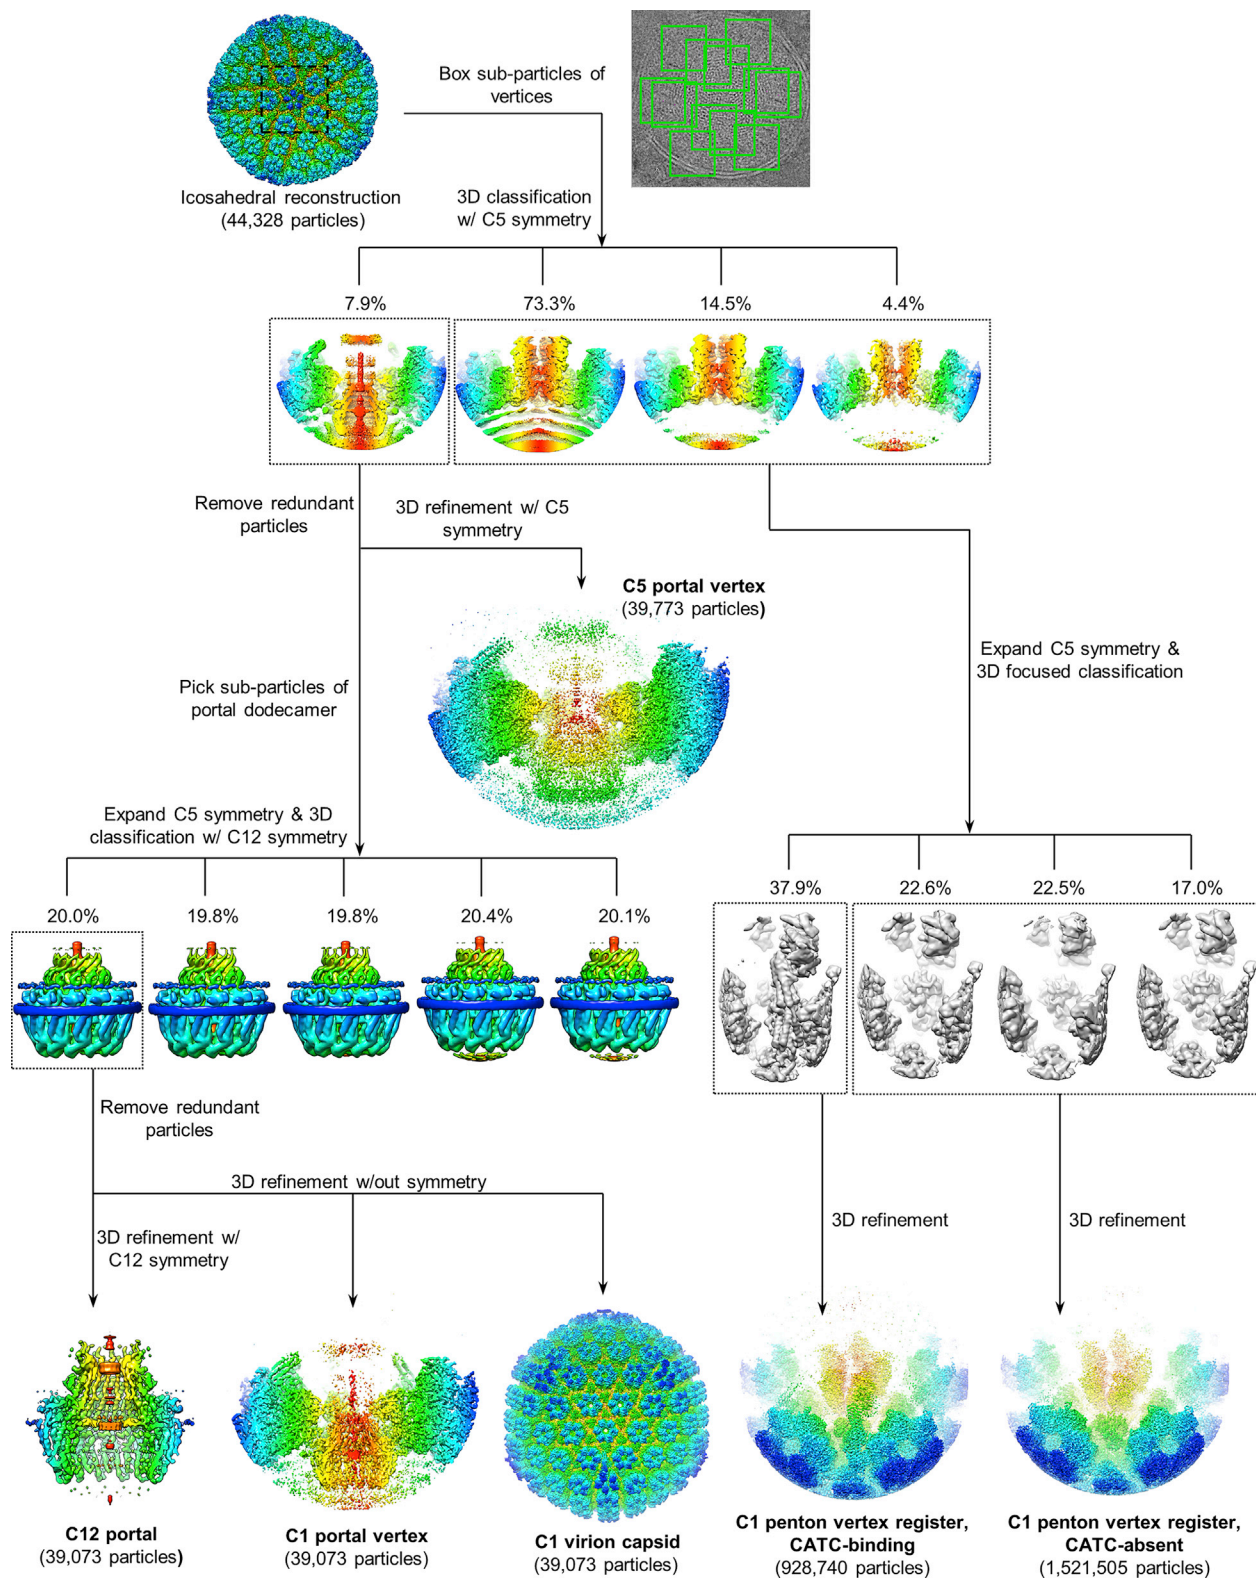 Box sub-particles of
vertices
Icosahedral reconstruction
(44,328 particles)
3D classification
w/ C5 symmetry
7.9%
73.3%
14.5%
4.4%
Remove redundant
particles
3D refinement w/ C5
symmetry
C5 portal vertex
(39,773 particles)
Expand C5 symmetry &
3D focused classification
Pick sub-particles of
portal dodecamer
Expand C5 symmetry & 3D
classification w/ C12 symmetry
20.0%
19.8%
19.8%
20.4%
20.1%
37.9%
22.6%
22.5%
17.0%
Remove redundant
particles
3D refinement w/out symmetry
3D refinement w/
C12 symmetry
3D refinement
3D refinement
C12 portal
(39,073 particles)
C1 portal vertex
(39,073 particles)
C1 virion capsid
(39,073 particles)
C1 penton vertex register,
CATC-binding
(928,740 particles)
C1 penton vertex register,
CATC-absent
(1,521,505 particles)